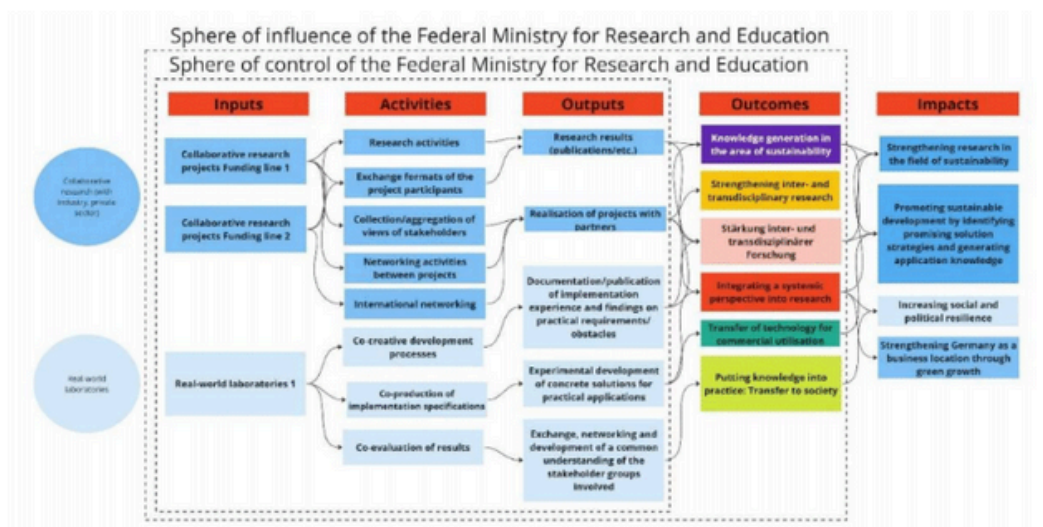 Sphere of influence of the Federal Ministry for Research and Education
Sphere of control of the Federal Ministry for Research and Education
Inputs
Activities
Outputs
Outcomes
Impacts
Collaborative
research (with
industry, private
sector)
Real-world
laboratories
Collaborative research
projects Funding line 1
Collaborative research
projects Funding line 2
Real-world laboratories 1
Research activities
Exchange formats of the
project participants
Collection/aggregation of
views of stakeholders
Networking activities
between projects
International networking
Co-creative development
processes
Co-production of
implementation specifications
Co-evaluation of results
Research results
(publications/etc.)
Realisation of projects with
partners
Documentation/publication
of implementation
experience and findings on
practical requirements/
obstacles
Experimental development
of concrete solutions for
practical applications
Exchange, networking and
development of a common
understanding of the
stakeholder groups
involved
Knowledge generation in
the area of sustainability
Strengthening inter- and
transdisciplinary research
Stärkung inter- und
transdisziplinärer
Forschung
Integrating a systemic
perspective into research
Transfer of technology for
commercial utilisation
Putting knowledge into
practice: Transfer to society
Strengthening research in
the field of sustainability
Promoting sustainable
development by identifying
promising solution
strategies and generating
application knowledge
Increasing social and
political resilience
Strengthening Germany as a
business location through
green growth